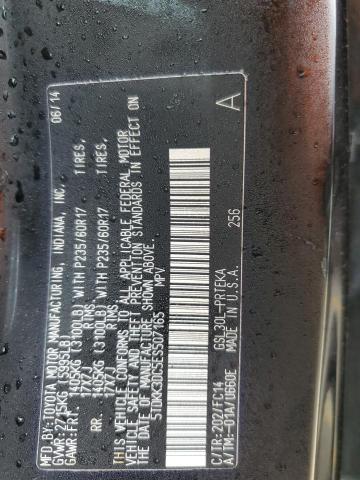 MFD.BY:TOYOTA MOTOR MANUFACTURING, INDIANA, INC. 06/14
GVWR:2715KG (5995LB)
GAWR:FRT. 1405KG (3100LB) WITH P235/60R17 TIRES,
17X7J RIMS,
RR. 1405KG (3100LB) WITH P235/60R17 TIRES,
17X7J RIMS,
THIS VEHICLE CONFORMS TO ALL APPLICABLE FEDERAL MOTOR
VEHICLE SAFETY AND THEFT PREVENTION STANDARDS IN EFFECT ON
THE DATE OF MANUFACTURE SHOWN ABOVE.
5TDKK3DC5ES507165 MPV
C/TR:202/FC14 GSL30L-PRTEKA 256 A
A/TM:-01A/U660E MADE IN U.S.A.